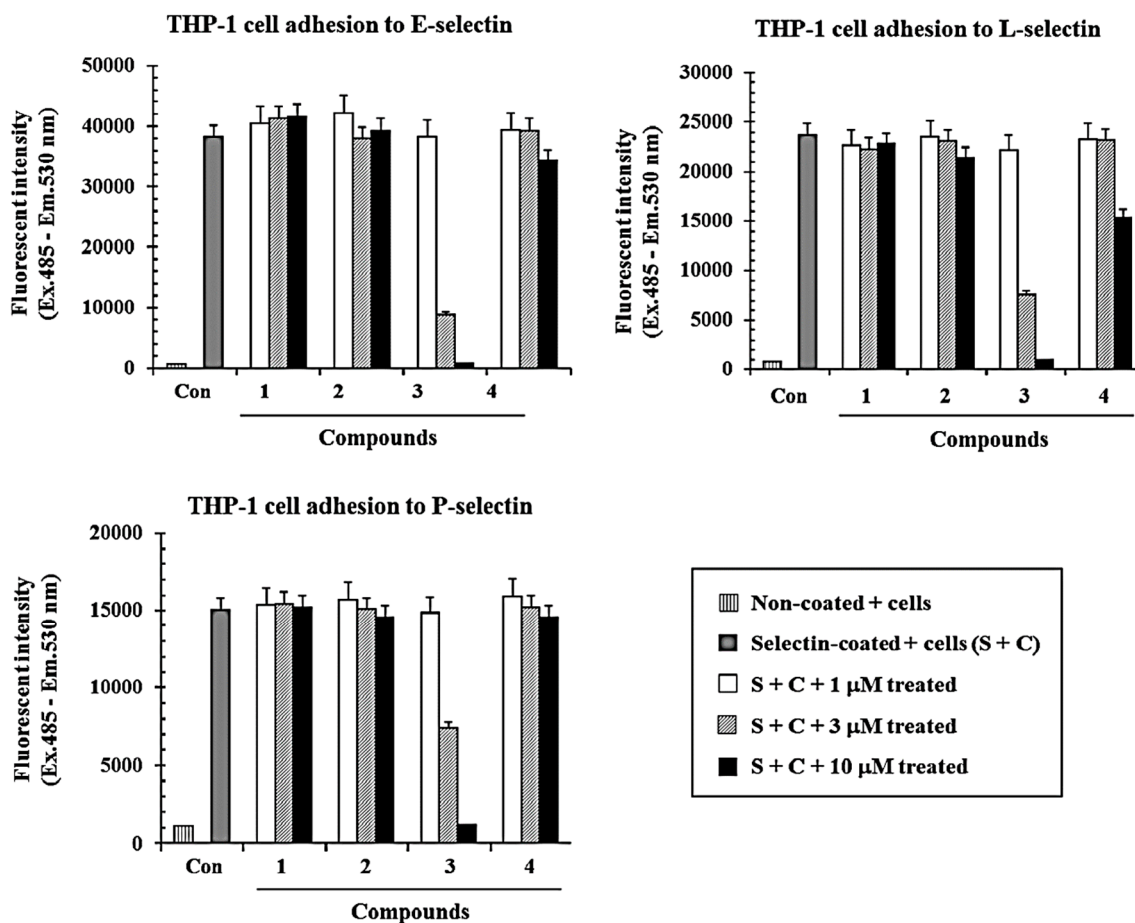 THP-1 cell adhesion to E-selectin
Fluorescent intensity
(Ex.485 - Em.530 nm)
50000
40000
30000
20000
10000
0
Con
1
2
3
4
Compounds
THP-1 cell adhesion to L-selectin
Fluorescent intensity
(Ex.485 - Em.530 nm)
30000
25000
20000
15000
10000
5000
0
Con
1
2
3
4
Compounds
THP-1 cell adhesion to P-selectin
Fluorescent intensity
(Ex.485 - Em.530 nm)
20000
15000
10000
5000
0
Con
1
2
3
4
Compounds
Non-coated + cells
Selectin-coated + cells (S + C)
S + C + 1 μM treated
S + C + 3 μM treated
S + C + 10 μM treated